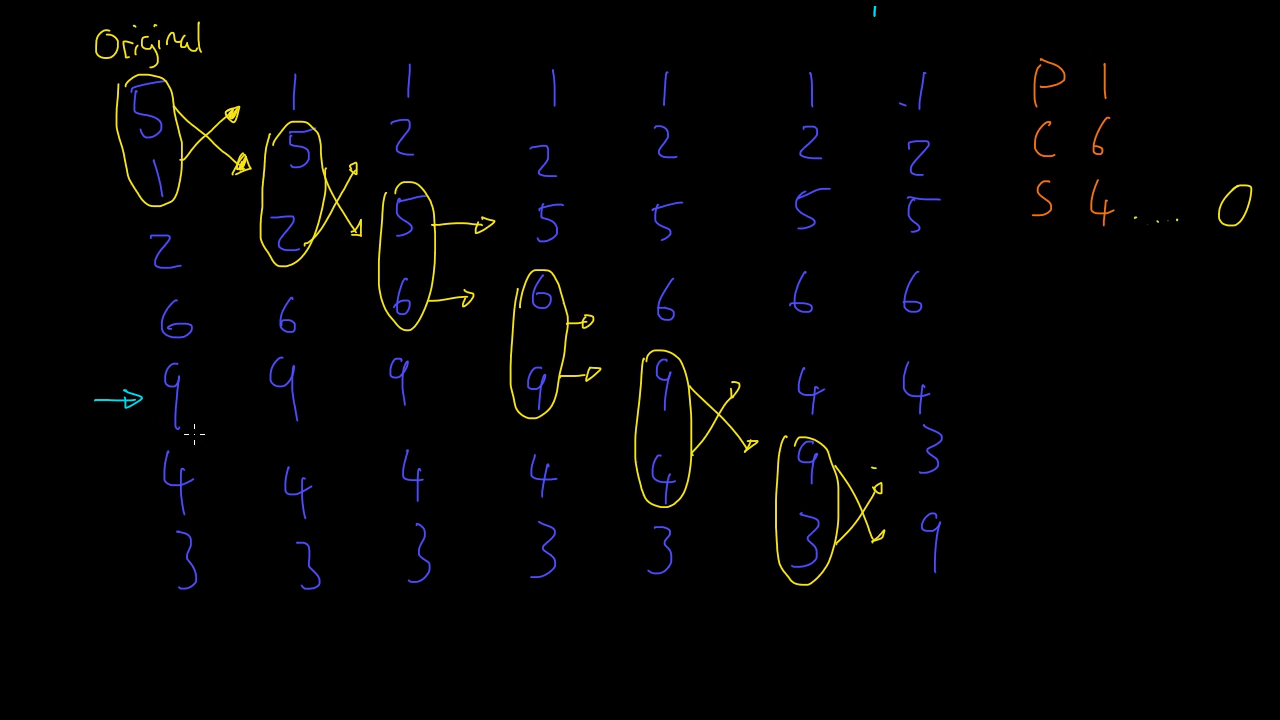 Original
5 1 1 1 1 1 1 P 1
1 5 2 2 2 2 2 C 6
2 2 5 5 5 5 5 S 4 .... 0
6 6 6 6 6 6 6
9 9 9 9 9 4 4
4 4 4 4 4 9 3
3 3 3 3 3 3 9